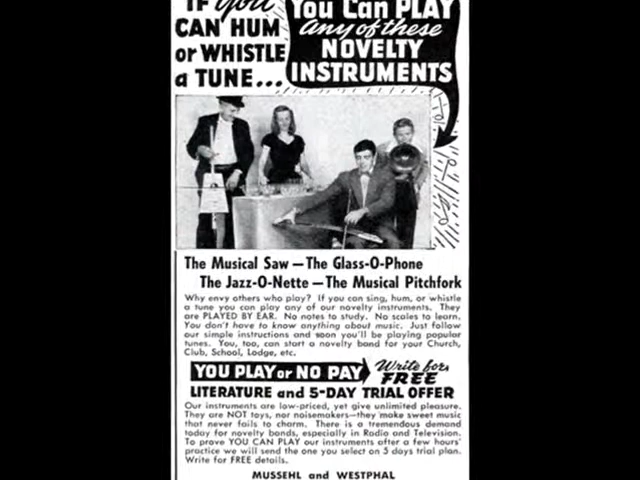 IF you
CAN HUM
or WHISTLE
a TUNE...
You Can PLAY
Any of these
NOVELTY
INSTRUMENTS
The Musical Saw — The Glass-O-Phone
The Jazz-O-Nette — The Musical Pitchfork
Why envy others who play? If you can sing, hum, or whistle
a tune you can play any of our novelty instruments. They
are PLAYED BY EAR. No notes to study. No scales to learn.
You don't have to know anything about music. Just follow
our simple instructions and soon you'll be playing popular
tunes. You, too, can start a novelty band for your Church,
Club, School, Lodge, etc.
YOU PLAY or NO PAY
Write for
FREE
LITERATURE and 5-DAY TRIAL OFFER
Our instruments are low-priced, yet give unlimited pleasure.
They are NOT toys, nor noisemakers—they make sweet music
that never fails to charm. There is a tremendous demand
today for novelty bands, especially in Radio and Television.
To prove YOU CAN PLAY our instruments after a few hours'
practice we will send the one you select on 5 days trial plan.
Write for FREE details.
MUSSEHL and WESTPHAL